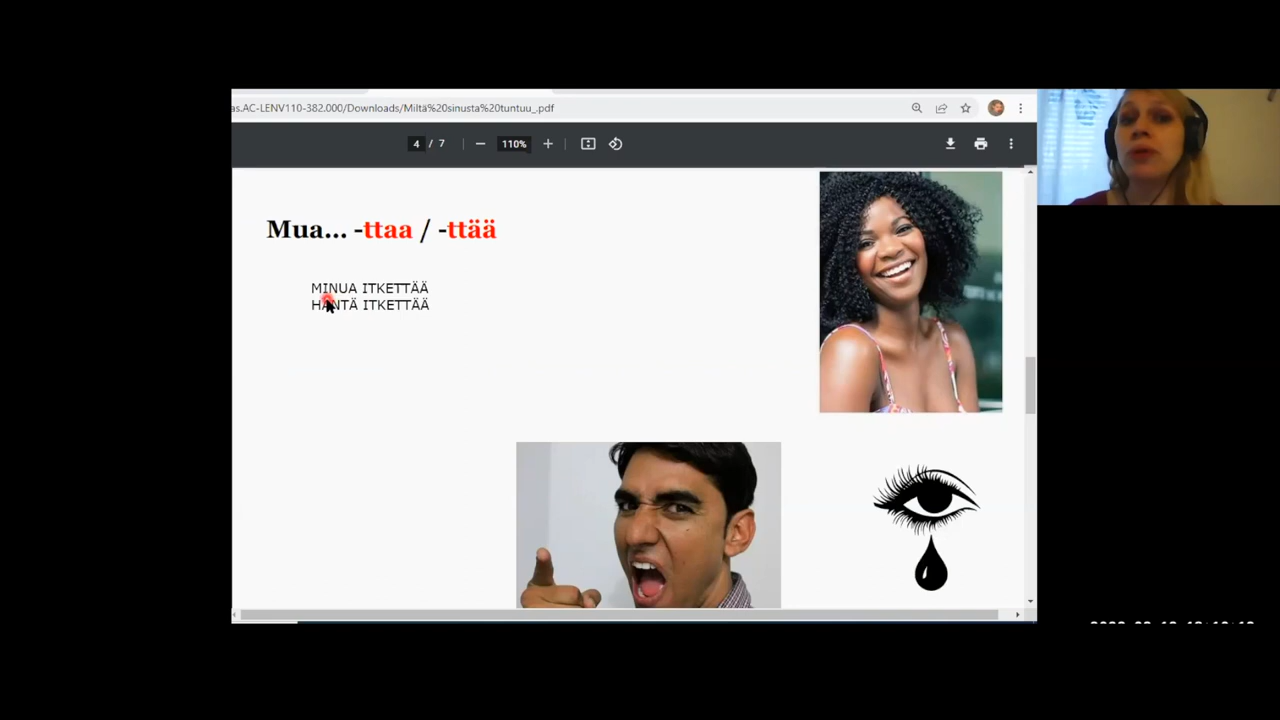 as.AC-LENV110-382.000/Downloads/Miltä%20sinusta%20tuntuu_.pdf
4 / 7 110%
Mua... -ttaa / -ttää
MINUA ITKETTÄÄ
HÄNTÄ ITKETTÄÄ